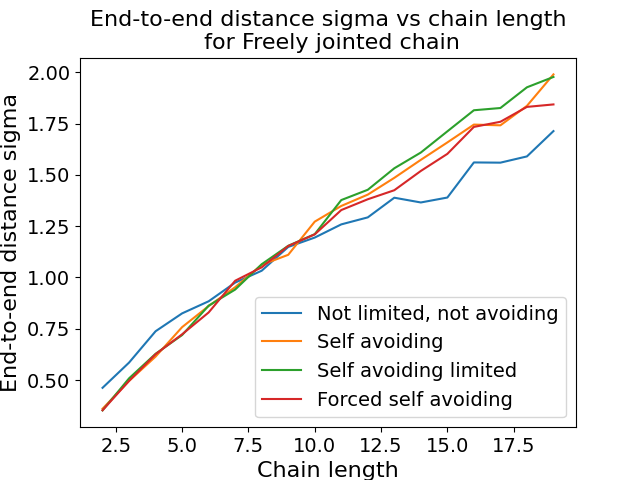 End-to-end distance sigma vs chain length
for Freely jointed chain
End-to-end distance sigma
2.00
1.75
1.50
1.25
1.00
0.75
0.50
Not limited, not avoiding
Self avoiding
Self avoiding limited
Forced self avoiding
2.5 5.0 7.5 10.0 12.5 15.0 17.5
Chain length